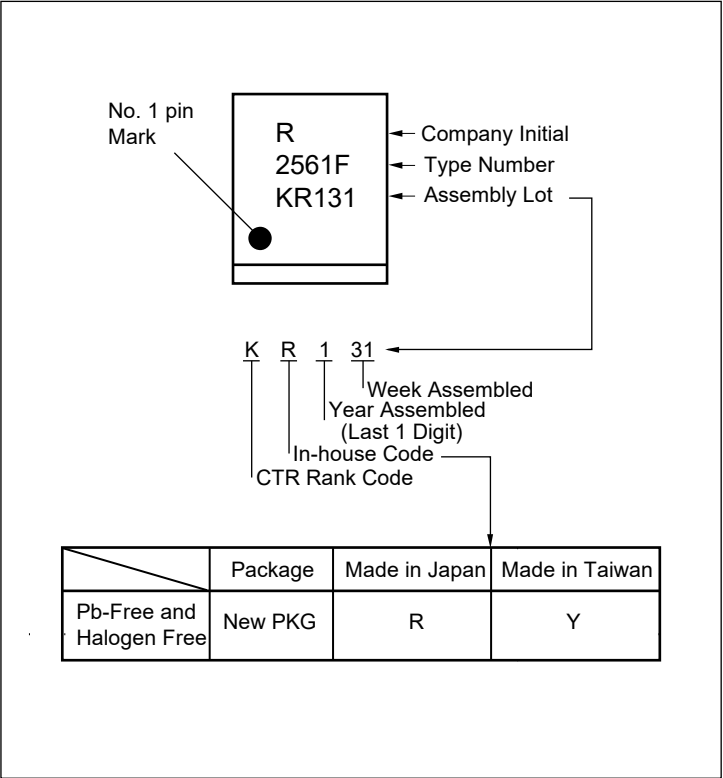 No. 1 pin
Mark
R
2561F
KR131
Company Initial
Type Number
Assembly Lot
K R 1 31
Week Assembled
Year Assembled
(Last 1 Digit)
In-house Code
CTR Rank Code
Package Made in Japan Made in Taiwan
Pb-Free and
Halogen Free New PKG R Y